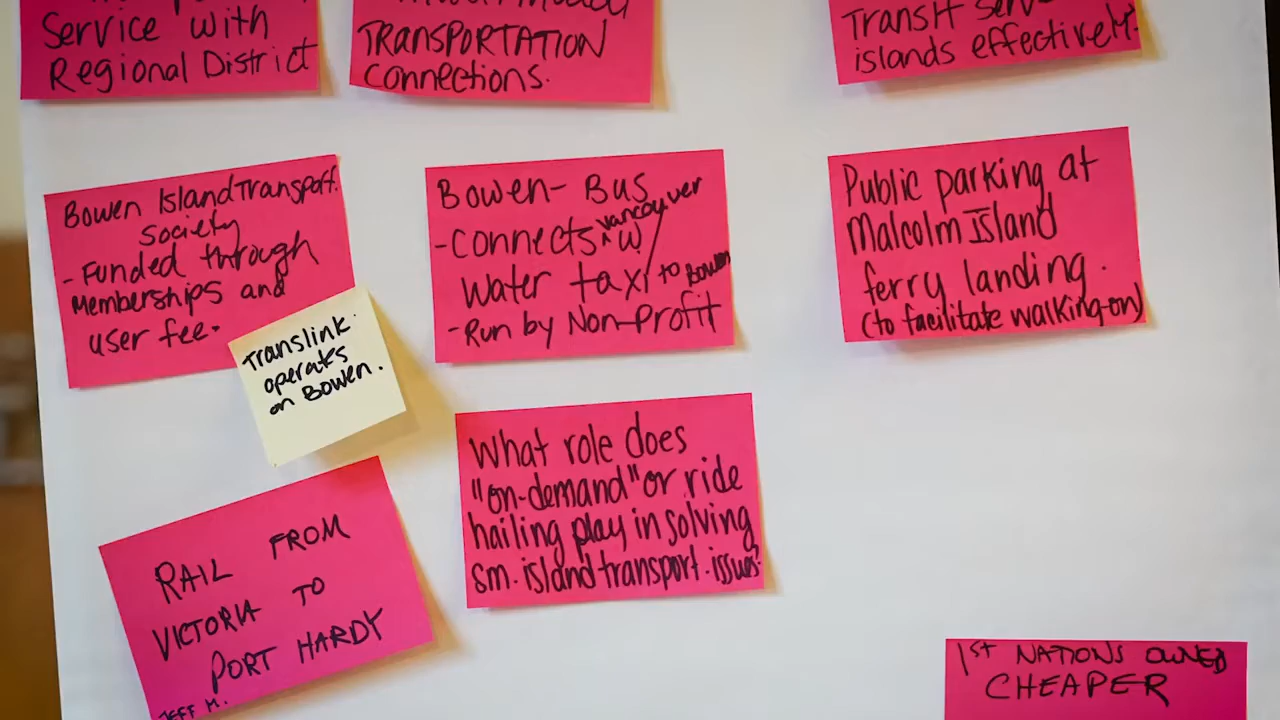 Service with
Regional District
TRANSPORTATION
Connections.
Transit
islands effectively.
Bowen Island Transport.
society
- Funded through
Memberships and
user fee.
Translink.
operates
on Bowen.
Bowen- Bus
-Connects ^ Vancouver w/
Water taxi to Bowen
-Run by Non-Profit
Public parking at
Malcolm Island
ferry landing.
(to facilitate walking-on)
What role does
"on-demand" or ride
hailing play in solving
sm. island transport. issues.
RAIL FROM
VICTORIA TO
PORT HARDY
JEFF M.
1ST NATIONS OWNED
CHEAPER